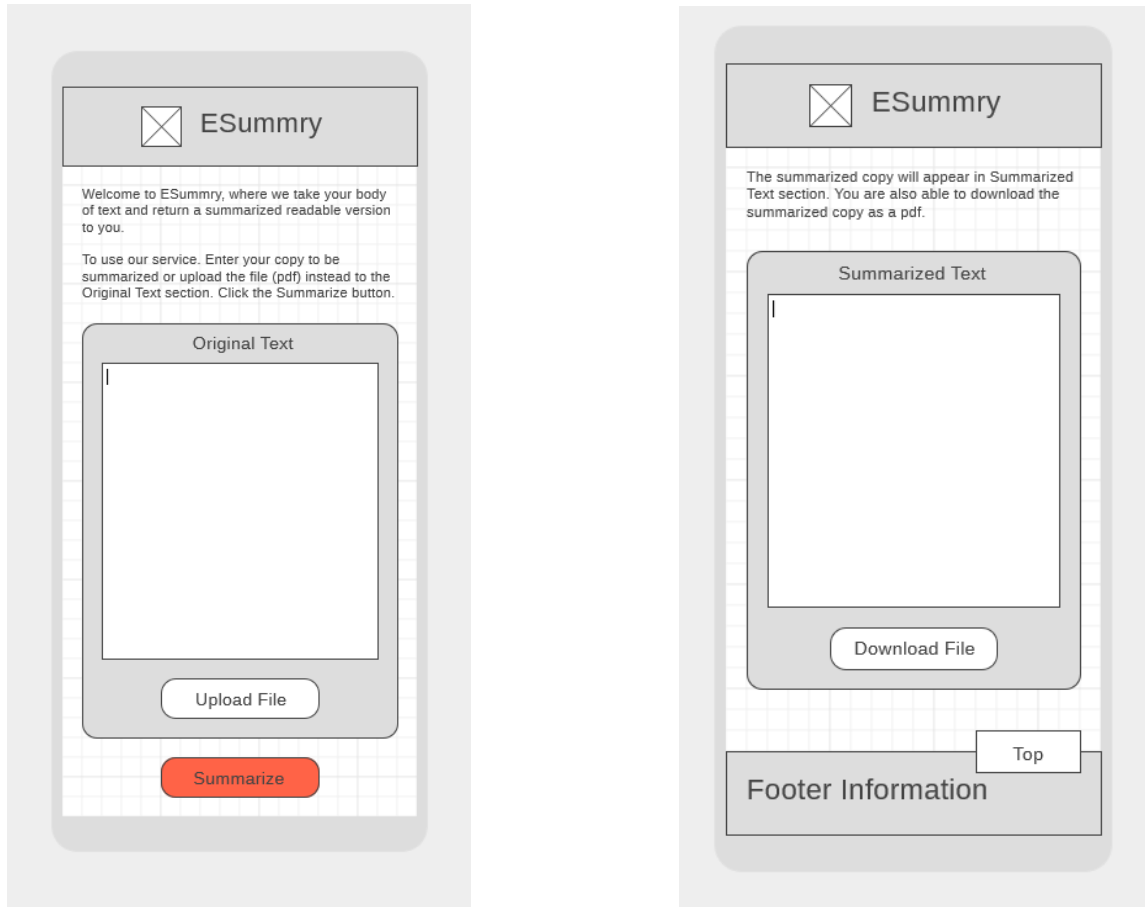 ESummry
Welcome to ESummry, where we take your body
of text and return a summarized readable version
to you.
To use our service. Enter your copy to be
summarized or upload the file (pdf) instead to the
Original Text section. Click the Summarize button.
Original Text
Upload File
Summarize
ESummry
The summarized copy will appear in Summarized
Text section. You are also able to download the
summarized copy as a pdf.
Summarized Text
Download File
Top
Footer Information